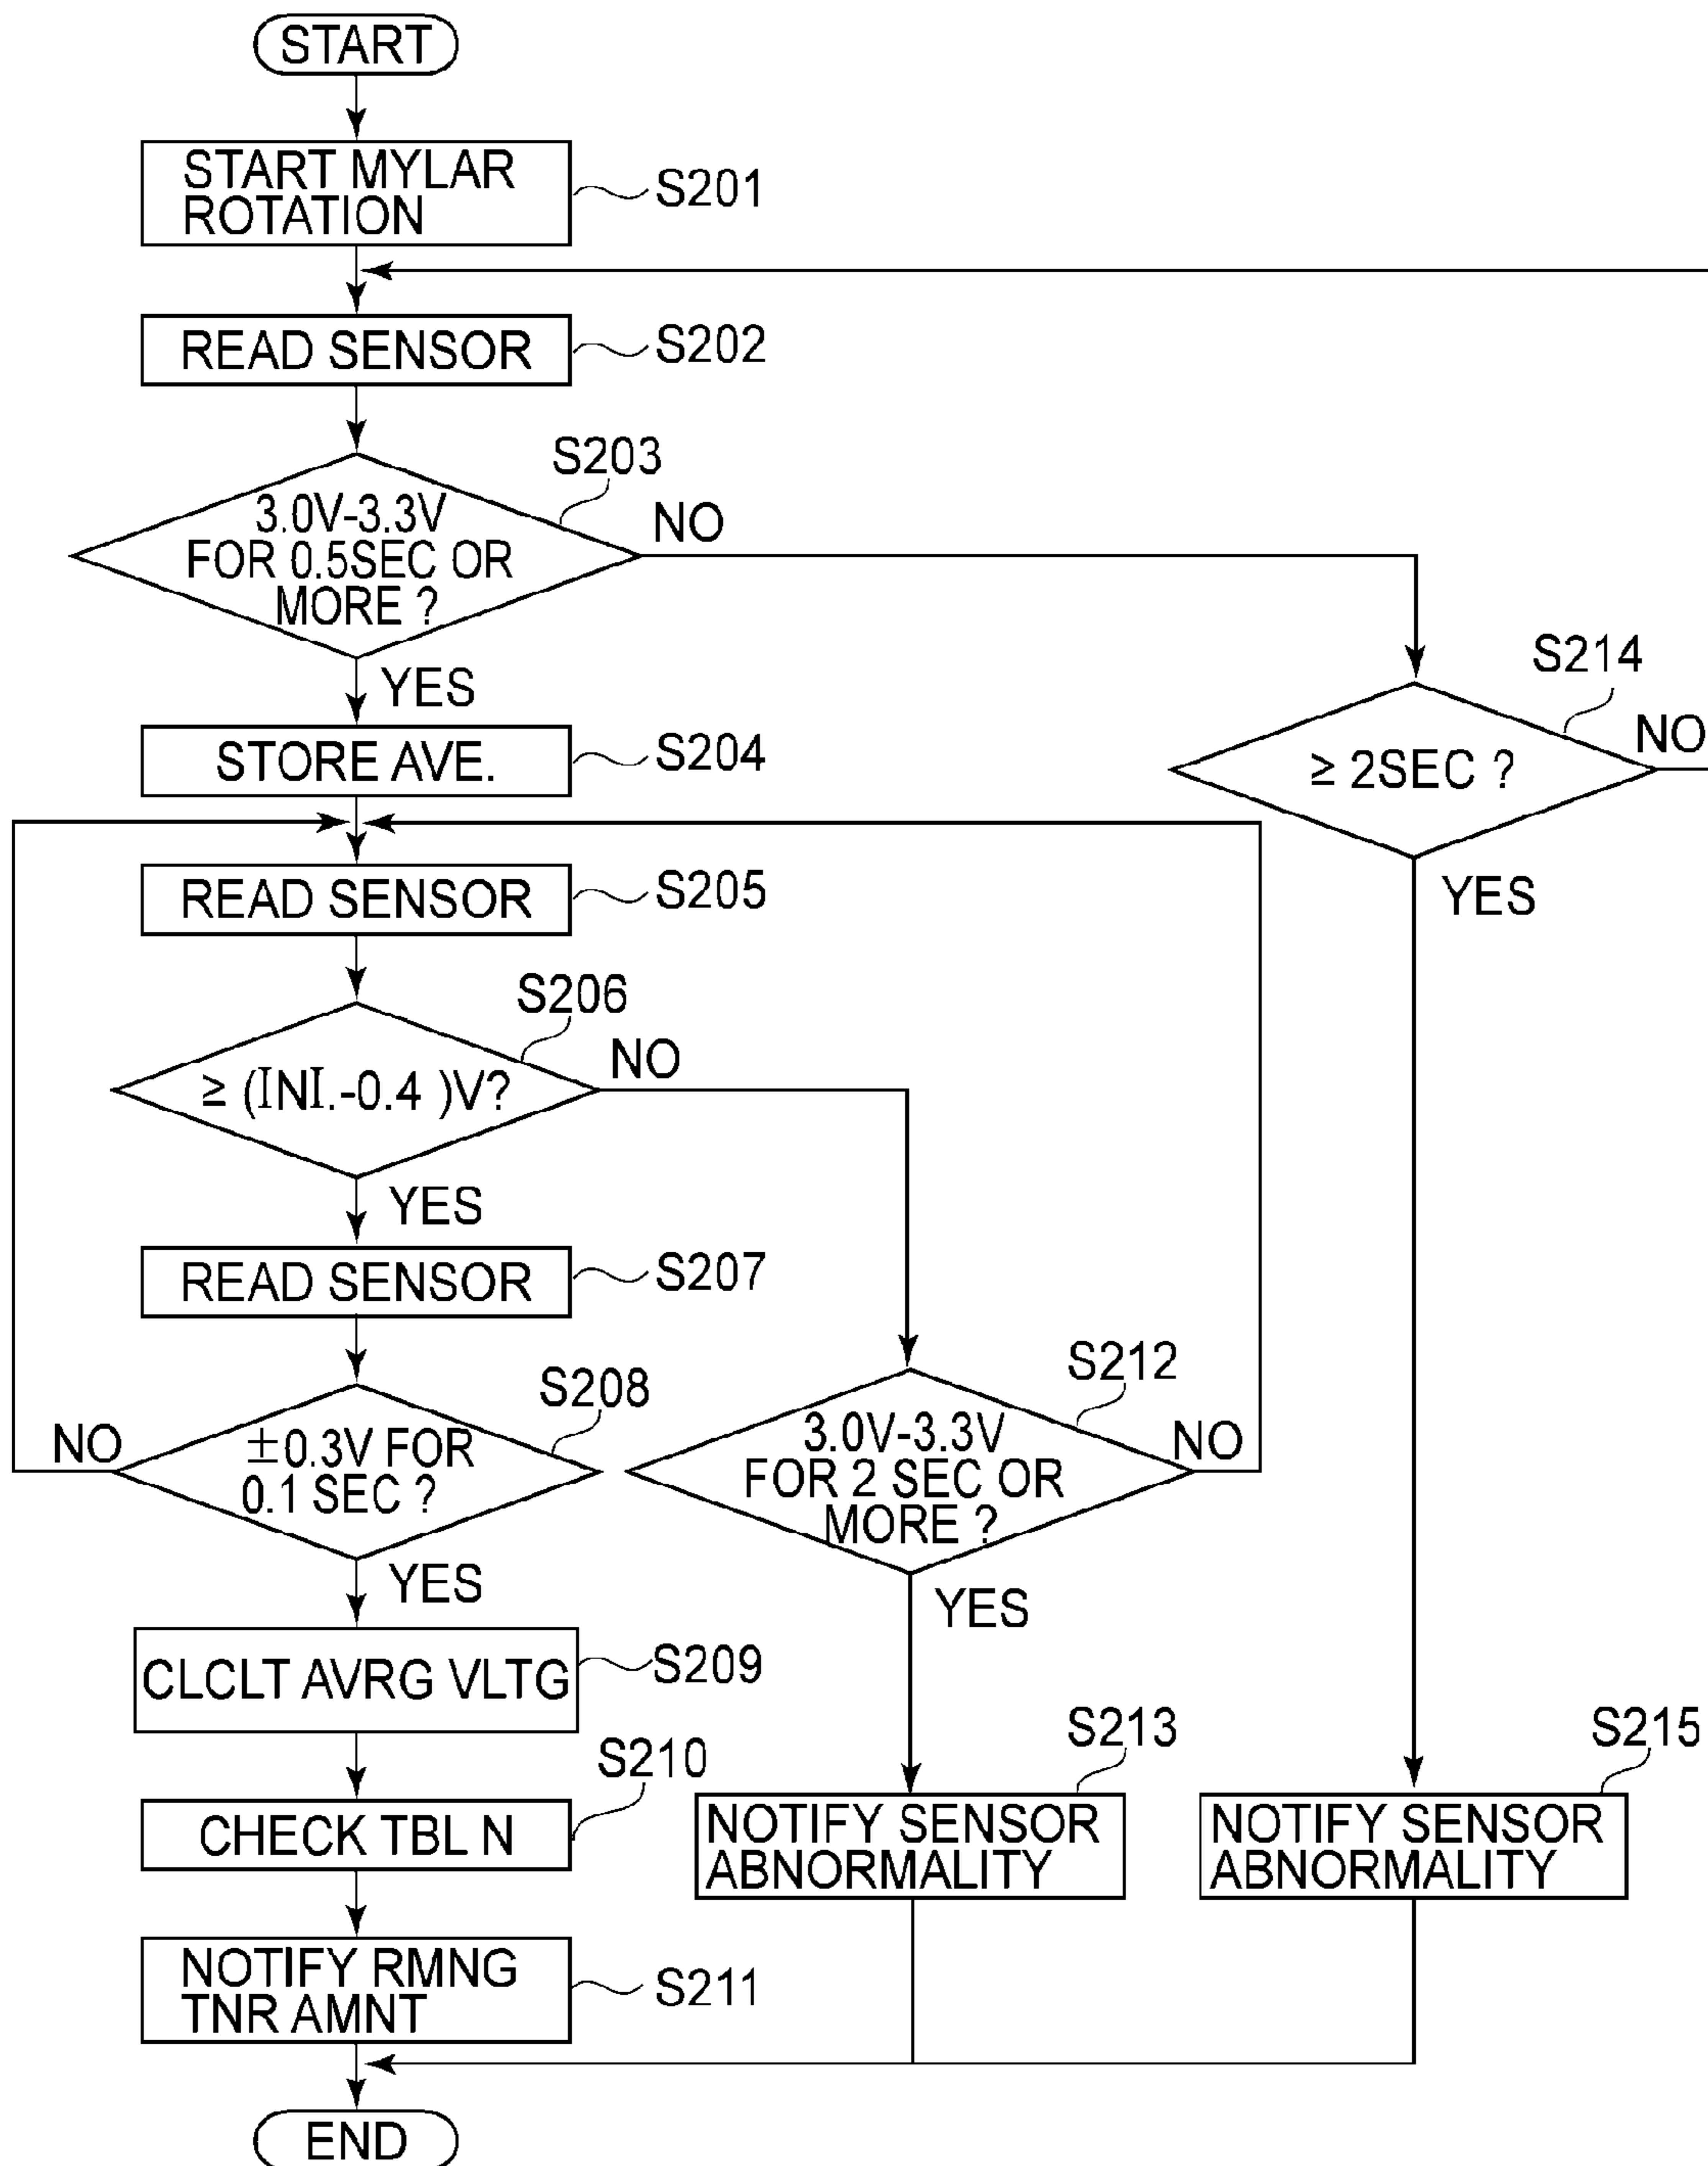 START
START MYLAR
ROTATION
S201
READ SENSOR
S202
S203
3.0V-3.3V
FOR 0.5SEC OR
MORE ?
NO
YES
S214
≥ 2SEC ?
NO
YES
STORE AVE.
S204
READ SENSOR
S205
S206
≥ (INI.-0.4 )V?
NO
YES
READ SENSOR
S207
S208
±0.3V FOR
0.1 SEC ?
NO
YES
S212
3.0V-3.3V
FOR 2 SEC OR
MORE ?
NO
YES
CLCLT AVRG VLTG
S209
CHECK TBL N
S210
S213
NOTIFY SENSOR
ABNORMALITY
S215
NOTIFY SENSOR
ABNORMALITY
NOTIFY RMNG
TNR AMNT
S211
END